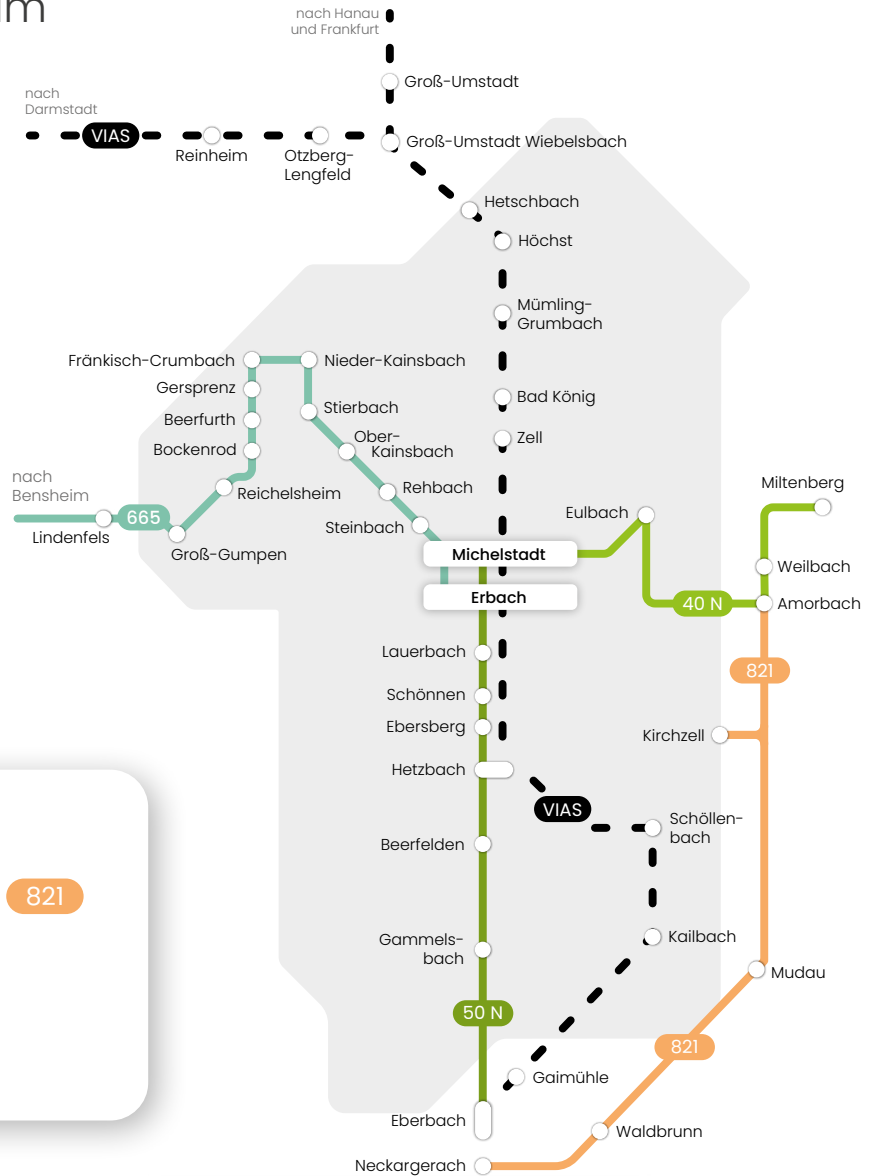 um
nach Hanau
und Frankfurt
Groß-Umstadt
nach
Darmstadt
VIAS
Reinheim
Otzberg-
Lengfeld
Groß-Umstadt Wiebelsbach
Hetschbach
Höchst
Mümling-
Grumbach
Fränkisch-Crumbach
Nieder-Kainsbach
Gersprenz
Bad König
Stierbach
Beerfurth
Zell
Ober-
Kainsbach
Bockenrod
nach
Bensheim
Rehbach
Reichelsheim
Miltenberg
665
Eulbach
Steinbach
Lindenfels
Groß-Gumpen
Michelstadt
Weilbach
Erbach
40 N
Amorbach
Lauerbach
821
Schönnen
Ebersberg
Kirchzell
Hetzbach
VIAS
Schöllen-
bach
Beerfelden
821
Kailbach
Gammels-
bach
Mudau
50 N
821
Gaimühle
Eberbach
Waldbrunn
Neckargerach